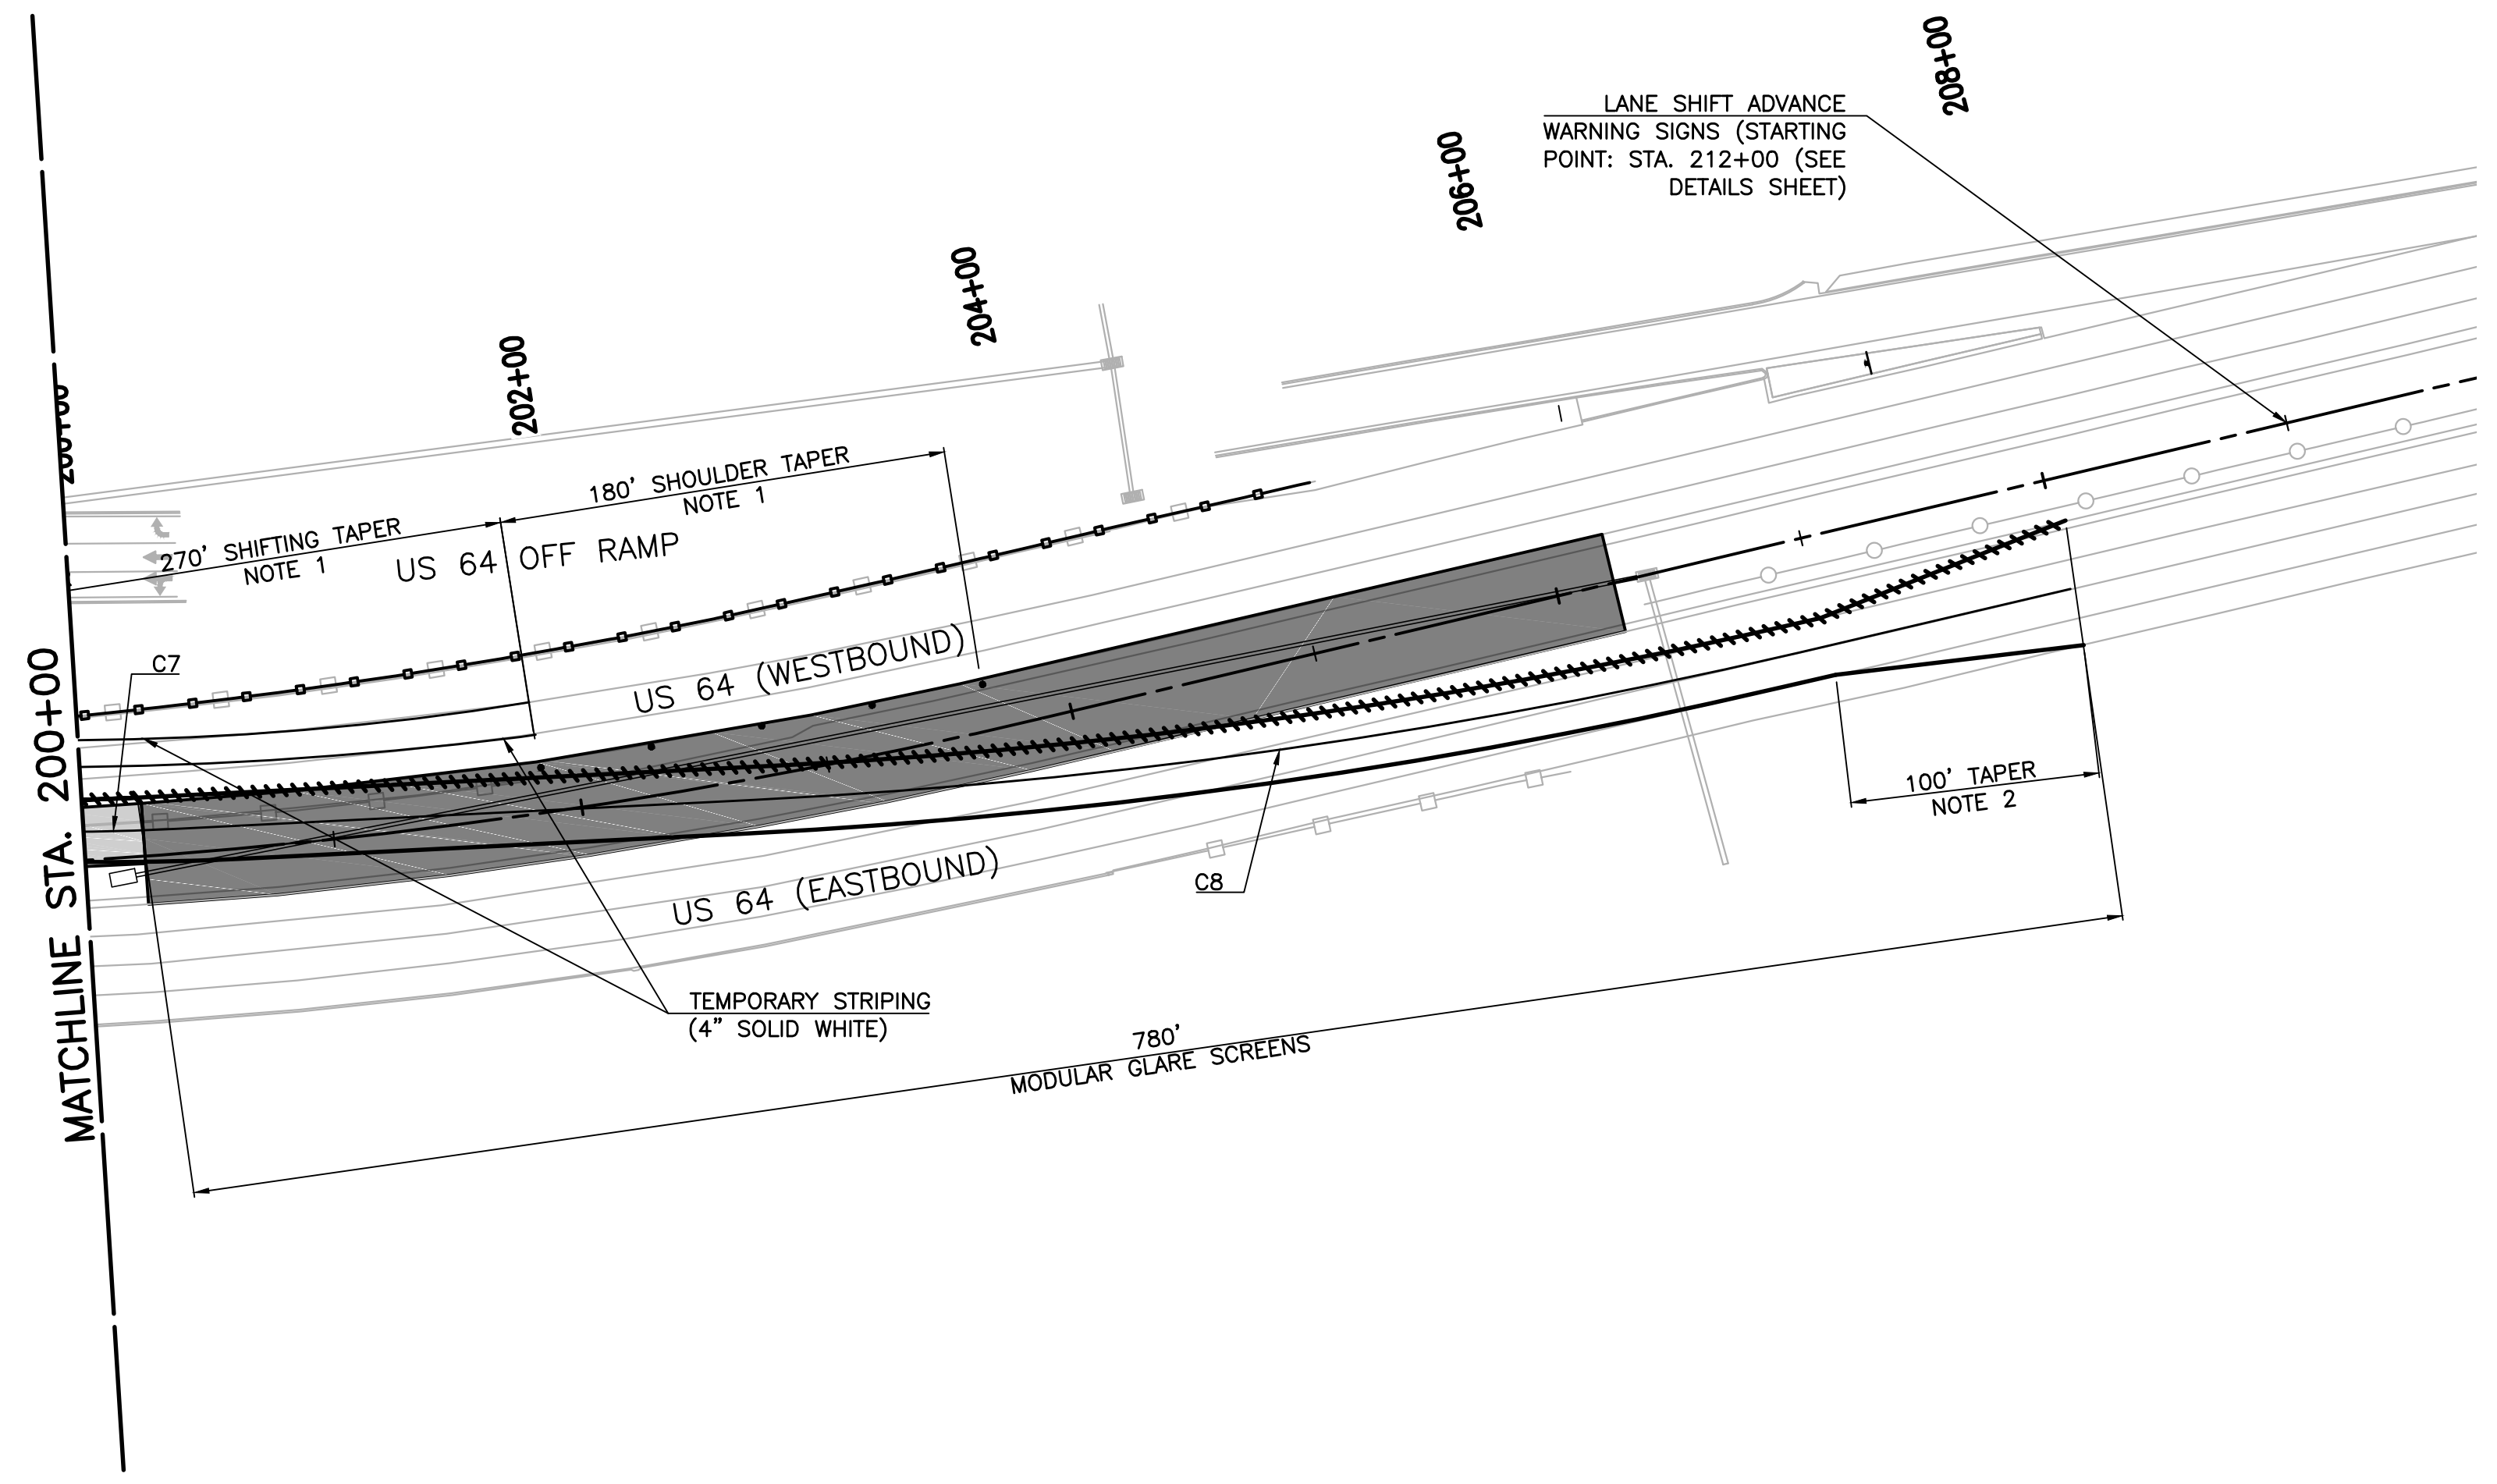 208+00
LANE SHIFT ADVANCE
WARNING SIGNS (STARTING
POINT: STA. 212+00 (SEE
DETAILS SHEET)
206+00
204+00
202+00
200+00
180' SHOULDER TAPER
NOTE 1
270' SHIFTING TAPER
NOTE 1
US 64 OFF RAMP
C7
US 64 (WESTBOUND)
MATCHLINE STA. 200+00
100' TAPER
NOTE 2
C8
US 64 (EASTBOUND)
TEMPORARY STRIPING
(4" SOLID WHITE)
780'
MODULAR GLARE SCREENS